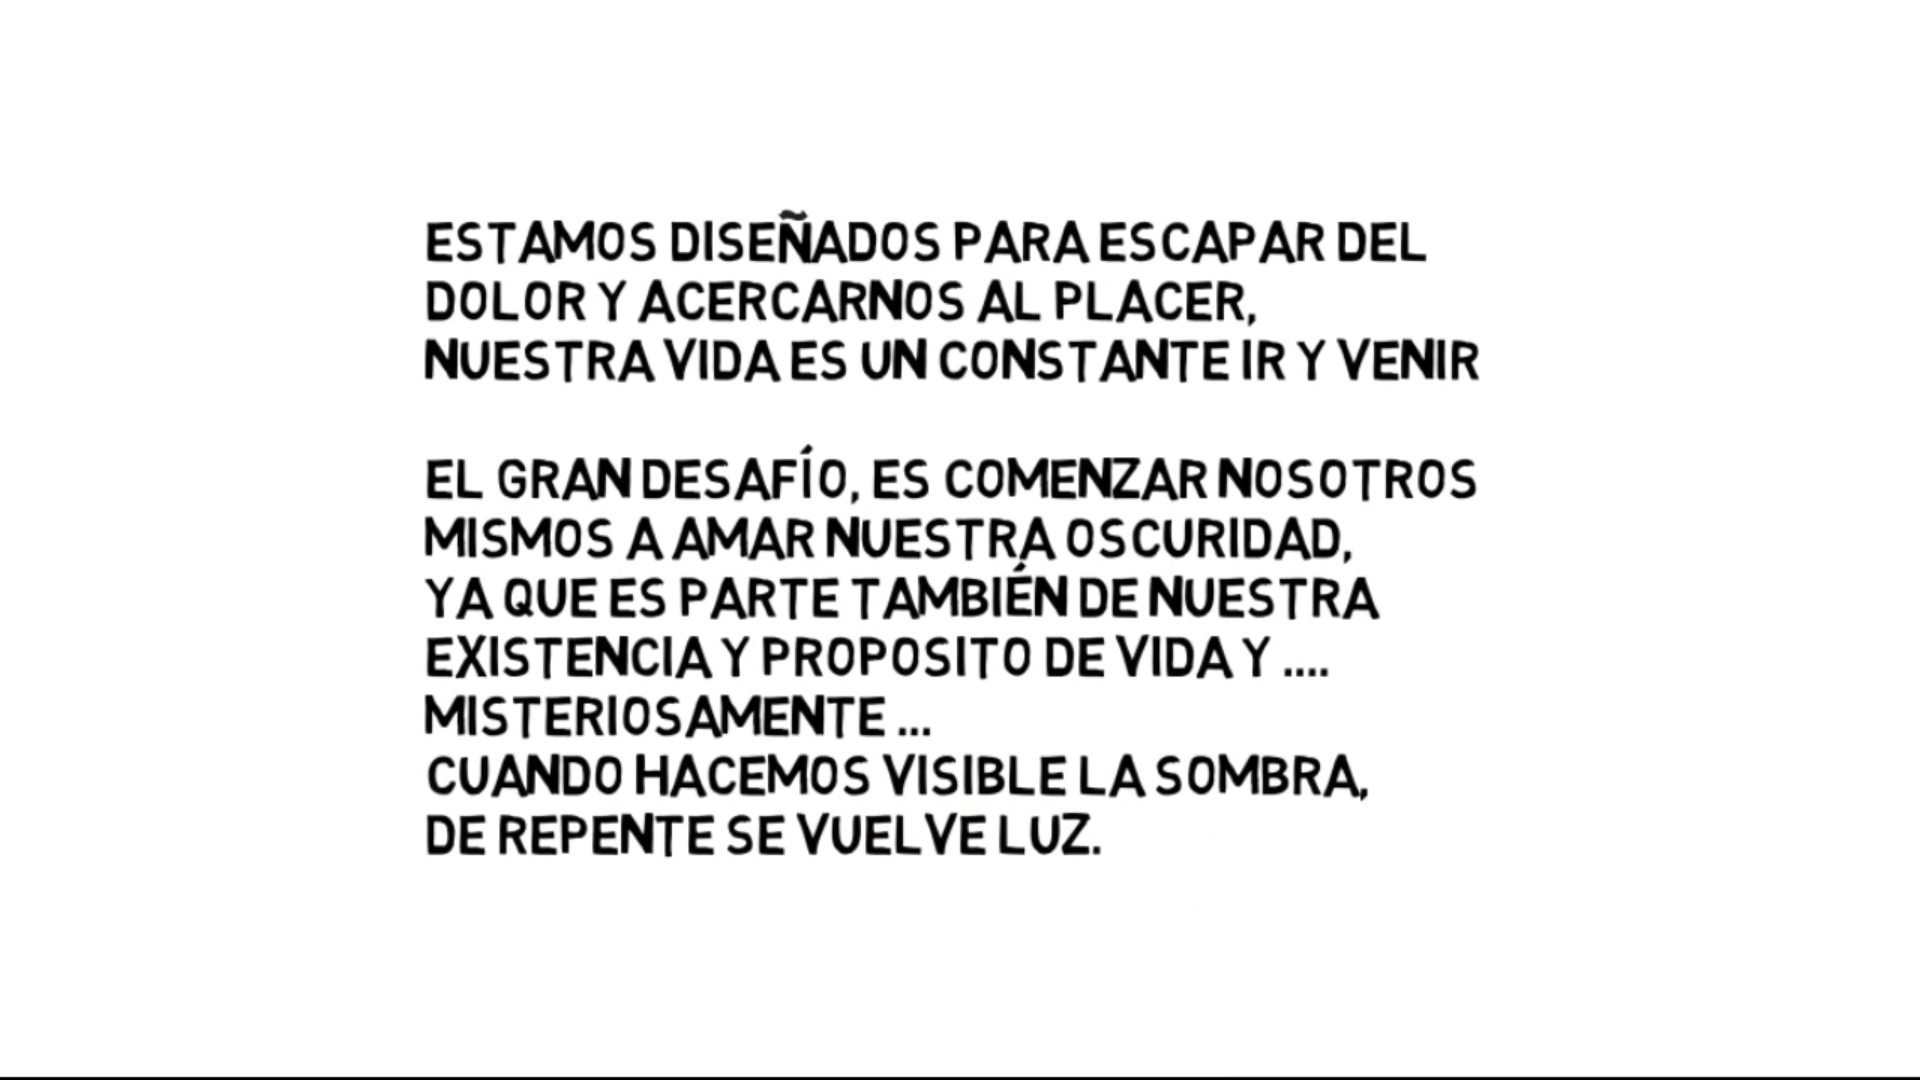 ESTAMOS DISEÑADOS PARA ESCAPAR DEL
DOLOR Y ACERCARNOS AL PLACER,
NUESTRA VIDA ES UN CONSTANTE IR Y VENIR
EL GRAN DESAFÍO, ES COMENZAR NOSOTROS
MISMOS A AMAR NUESTRA OSCURIDAD,
YA QUE ES PARTE TAMBIÉN DE NUESTRA
EXISTENCIA Y PROPOSITO DE VIDA Y ....
MISTERIOSAMENTE ...
CUANDO HACEMOS VISIBLE LA SOMBRA,
DE REPENTE SE VUELVE LUZ.